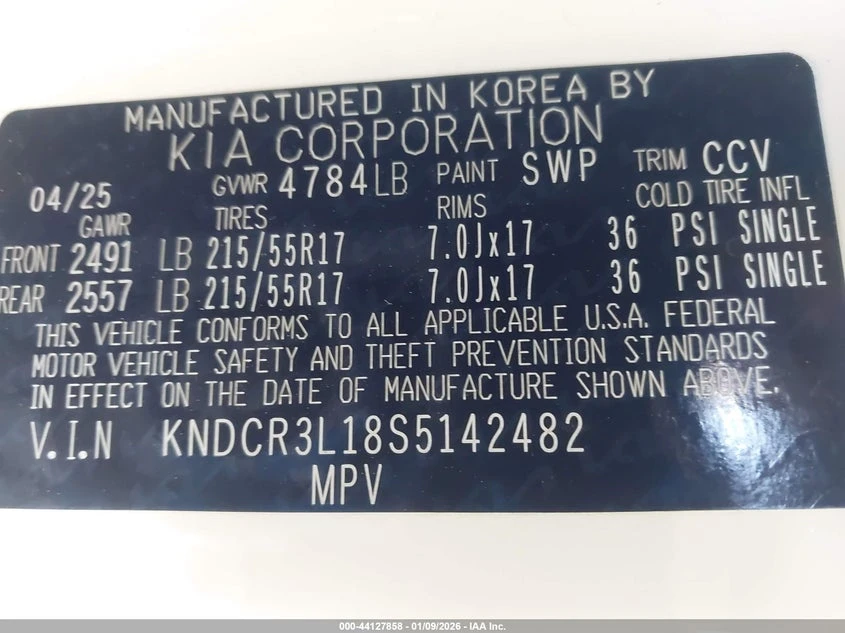 MANUFACTURED IN KOREA BY
KIA CORPORATION
04/25 GVWR 4784LB PAINT SWP TRIM CCV
GAWR TIRES RIMS COLD TIRE INFL
FRONT 2491 LB 215/55R17 7.0Jx17 36 PSI SINGLE
REAR 2557 LB 215/55R17 7.0Jx17 36 PSI SINGLE
THIS VEHICLE CONFORMS TO ALL APPLICABLE U.S.A. FEDERAL
MOTOR VEHICLE SAFETY AND THEFT PREVENTION STANDARDS
IN EFFECT ON THE DATE OF MANUFACTURE SHOWN ABOVE.
V.I.N KNDCR3L18S5142482
MPV
000-44127858 - 01/09/2026 - IAA Inc.